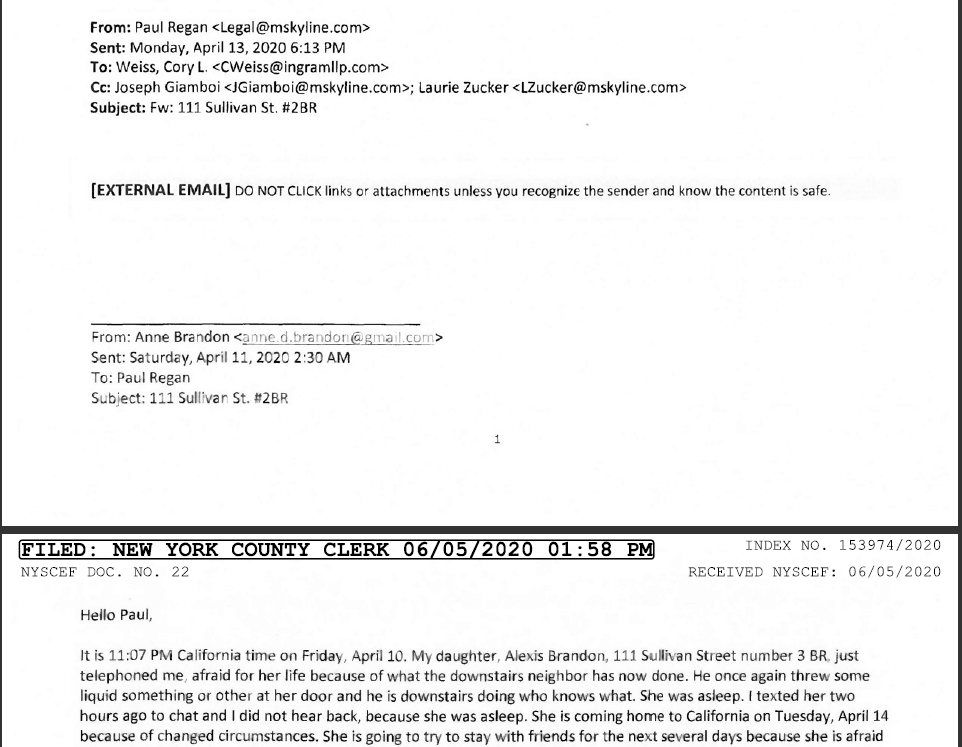 From: Paul Regan <Legal@mskyline.com>
Sent: Monday, April 13, 2020 6:13 PM
To: Weiss, Cory L. <CWeiss@ingramllp.com>
Cc: Joseph Giamboi <JGiamboi@mskyline.com>; Laurie Zucker <LZucker@mskyline.com>
Subject: Fw: 111 Sullivan St. #2BR
[EXTERNAL EMAIL] DO NOT CLICK links or attachments unless you recognize the sender and know the content is safe.
From: Anne Brandon <anne.d.brandon@gmail.com>
Sent: Saturday, April 11, 2020 2:30 AM
To: Paul Regan
Subject: 111 Sullivan St. #2BR
1
FILED: NEW YORK COUNTY CLERK 06/05/2020 01:58 PM
INDEX NO. 153974/2020
NYSCEF DOC. NO. 22
RECEIVED NYSCEF: 06/05/2020
Hello Paul,
It is 11:07 PM California time on Friday, April 10. My daughter, Alexis Brandon, 111 Sullivan Street number 3 BR, just
telephoned me, afraid for her life because of what the downstairs neighbor has now done. He once again threw some
liquid something or other at her door and he is downstairs doing who knows what. She was asleep. I texted her two
hours ago to chat and I did not hear back, because she was asleep. She is coming home to California on Tuesday, April 14
because of changed circumstances. She is going to try to stay with friends for the next several days because she is afraid